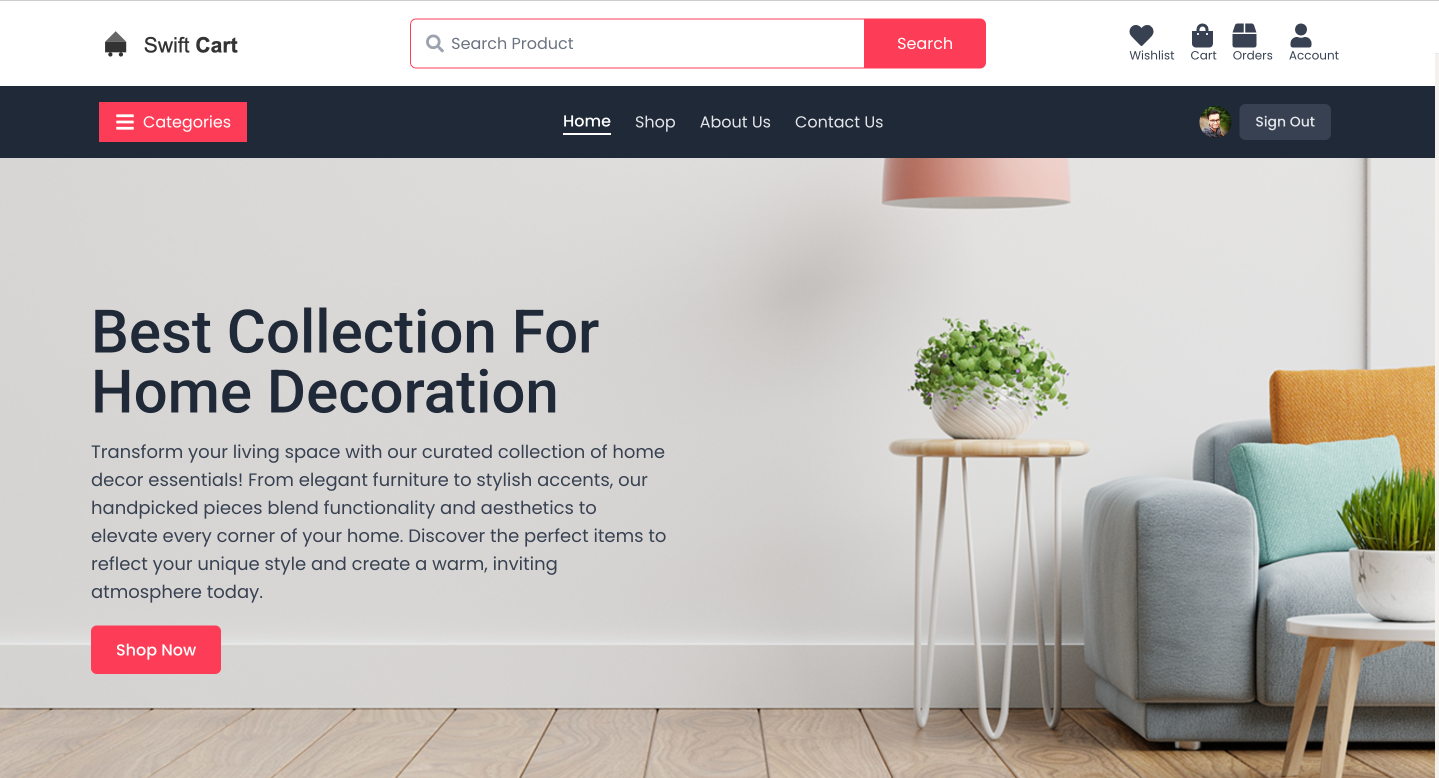 Swift Cart
Search Product
Search
Wishlist
Cart
Orders
Account
Categories
Home
Shop
About Us
Contact Us
Sign Out
Best Collection For
Home Decoration
Transform your living space with our curated collection of home
decor essentials! From elegant furniture to stylish accents, our
handpicked pieces blend functionality and aesthetics to
elevate every corner of your home. Discover the perfect items to
reflect your unique style and create a warm, inviting
atmosphere today.
Shop Now